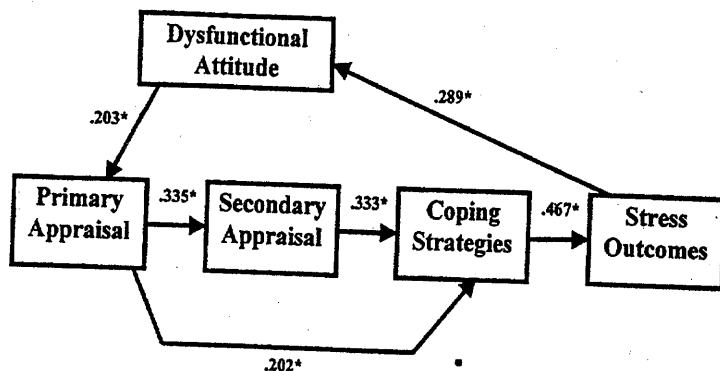 Dysfunctional
Attitude
.203*
.289*
Primary
Appraisal
.335*
Secondary
Appraisal
.333*
Coping
Strategies
.467*
Stress
Outcomes
.202*